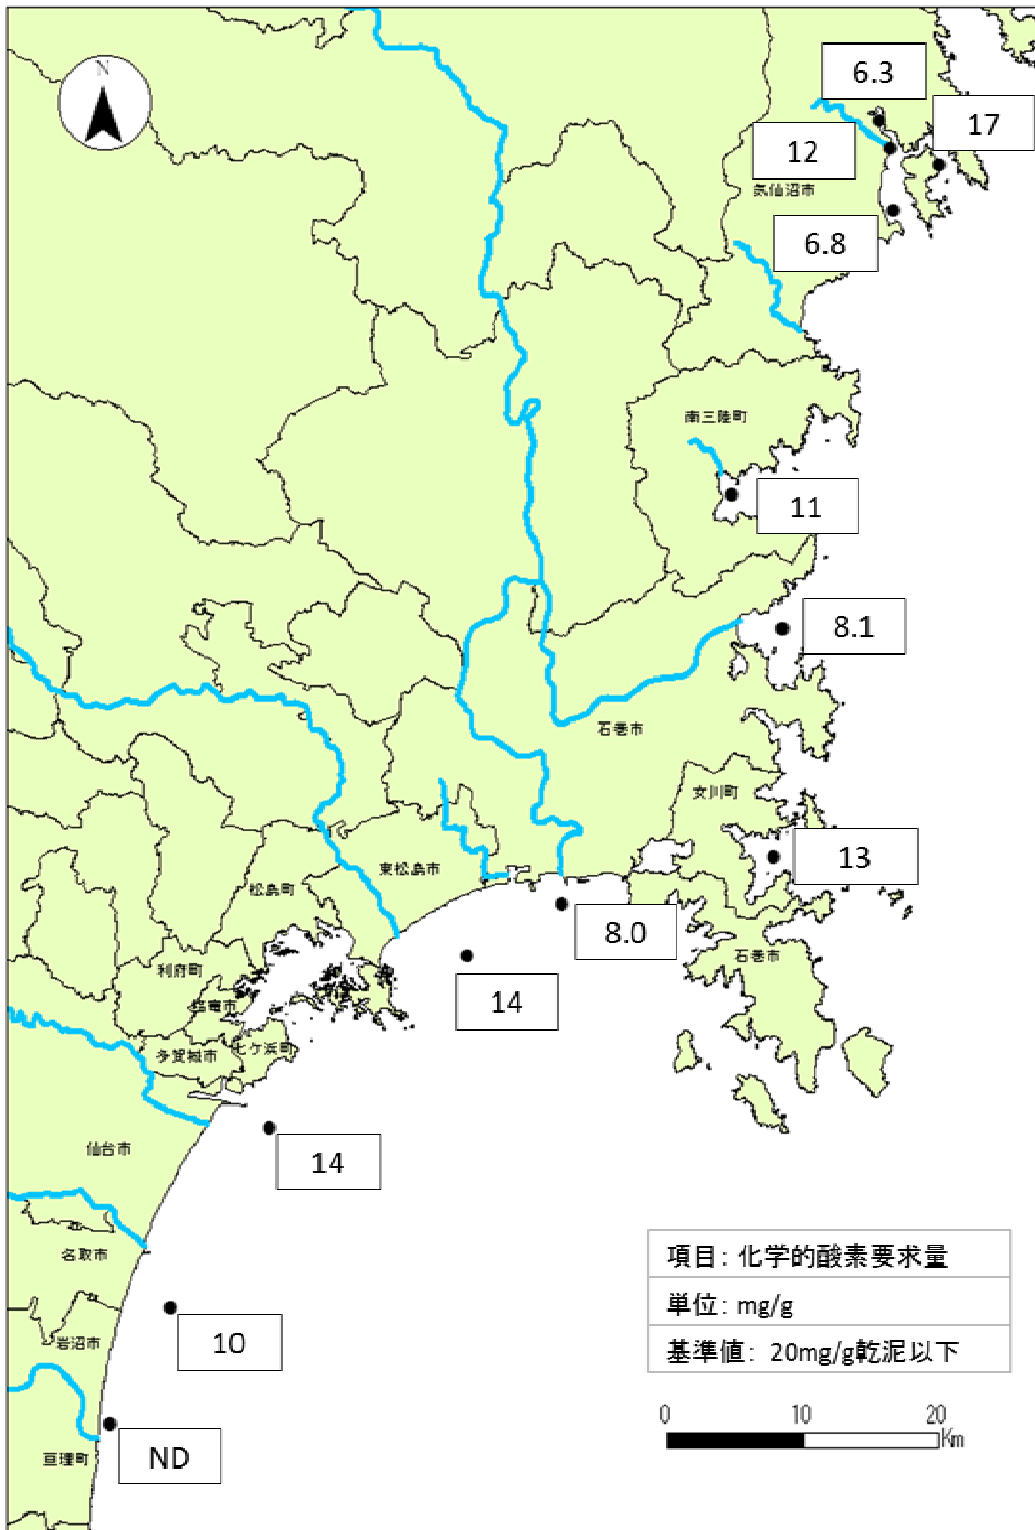 N
6.3
17
12
気仙沼市
6.8
南三陸町
11
8.1
石巻市
女川町
13
東松島市
松島町
8.0
石巻市
利府町
14
塩竈市
多賀城市
七ケ浜町
仙台市
14
名取市
項目：化学的酸素要求量
単位：mg/g
10
岩沼市
基準値：20mg/g乾泥以下
0 10 20
Km
ND
亘理町